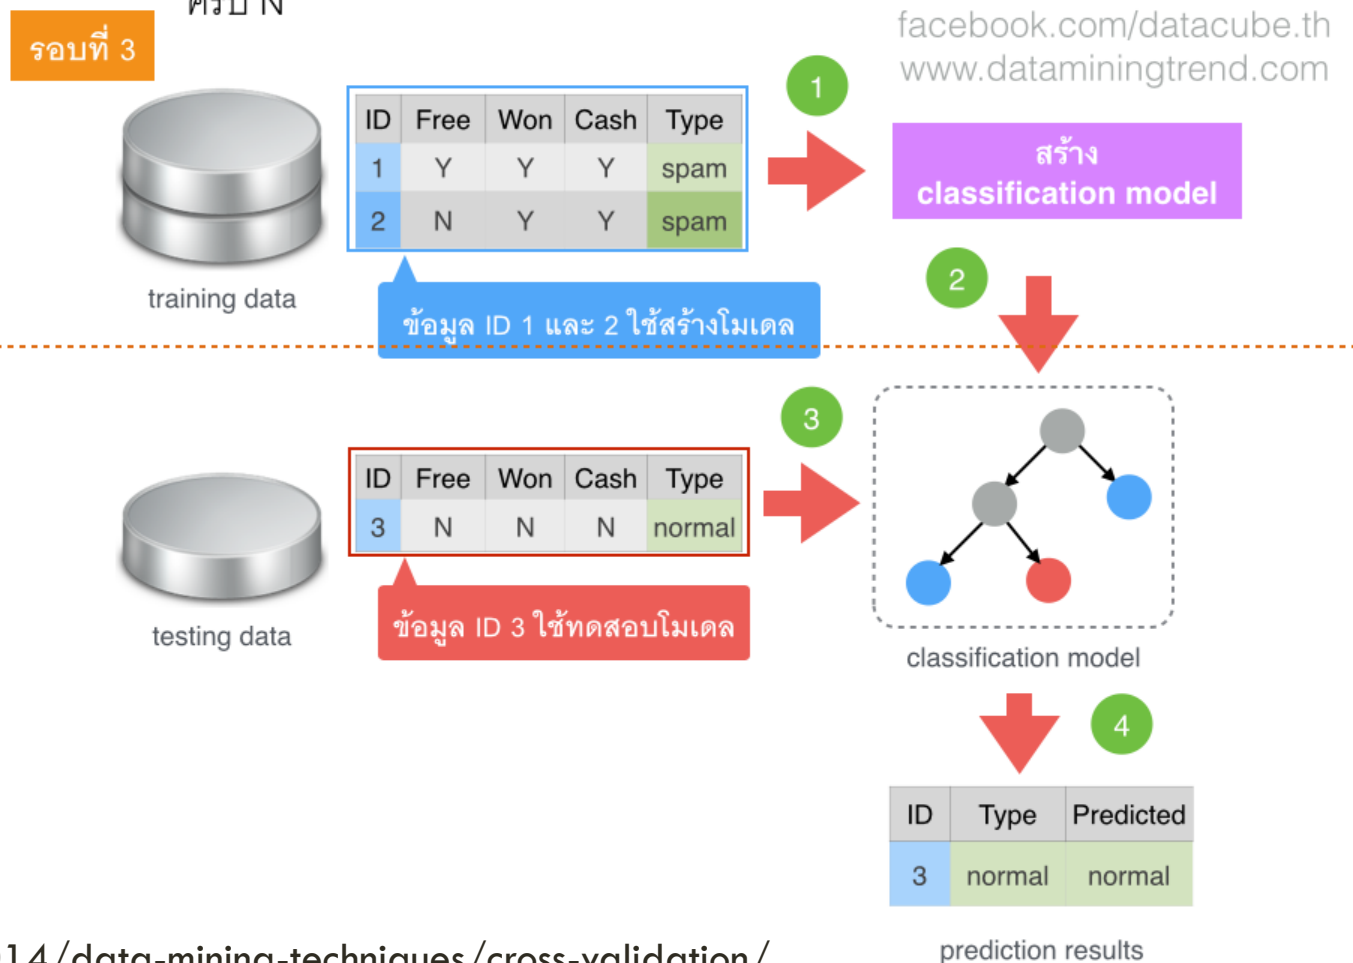 ครบ N
รอบที่ 3
facebook.com/datacube.th
www.dataminingtrend.com
1
ID Free Won Cash Type
1 Y Y Y spam
2 N Y Y spam
สร้าง
classification model
training data
ข้อมูล ID 1 และ 2 ใช้สร้างโมเดล
2
3
ID Free Won Cash Type
3 N N N normal
testing data
ข้อมูล ID 3 ใช้ทดสอบโมเดล
classification model
4
ID Type Predicted
3 normal normal
prediction results
14/data-mining-techniques/cross-validation/